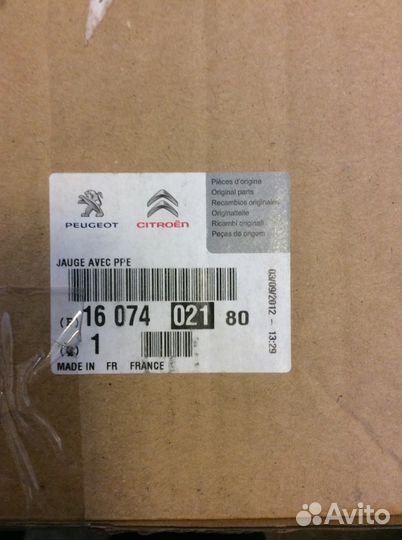 PEUGEOT
CITROËN
Pièces d'origine
Original parts
Recambios originales
Originalteile
Ricambi originali
Peças de origem
JAUGE AVEC PPE
(P) 16 074 021 80
1
MADE IN FR FRANCE
03/09/2012 - 13:29
Avito